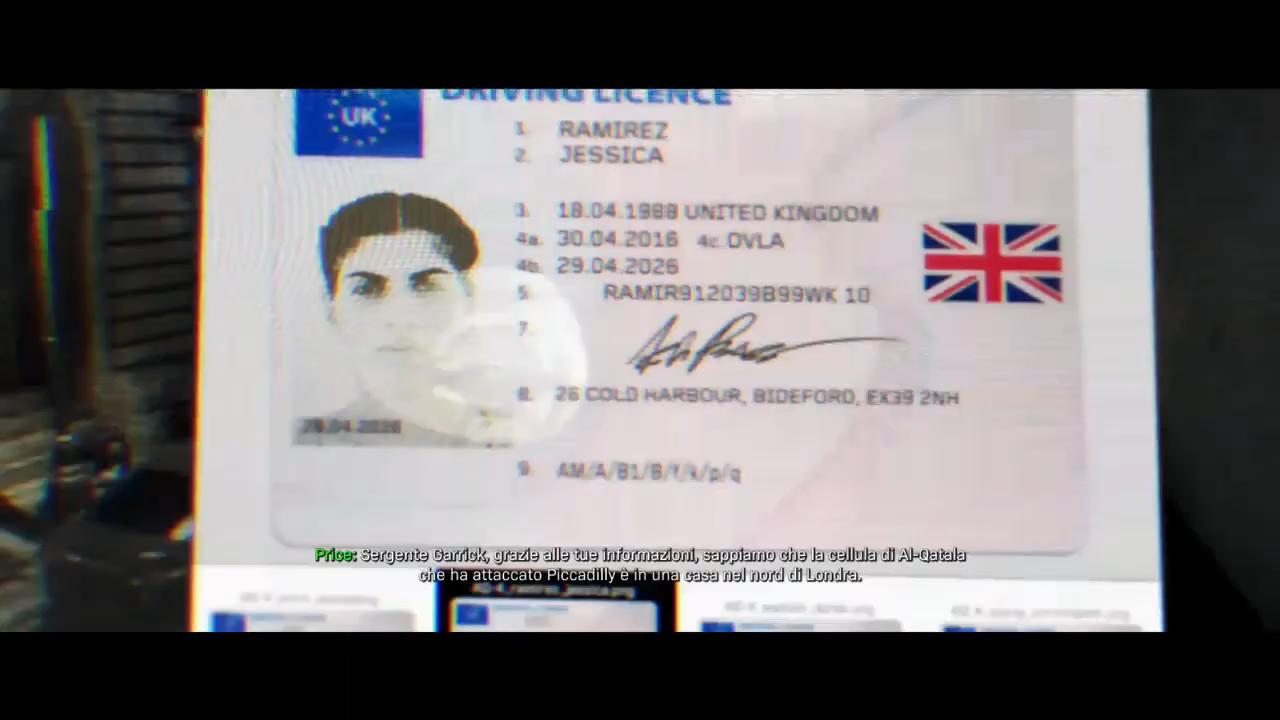 DRIVING LICENCE
UK
1. RAMIREZ
2. JESSICA
3. 18.04.1988 UNITED KINGDOM
4a. 30.04.2016 4c. DVLA
4b. 29.04.2026
5. RAMIR912039B99WK 10
7.
8. 26 COLD HARBOUR, BIDEFORD, EX39 2NH
29.04.2026
9. AM/A/B1/B/f/k/p/q
Price: Sergente Garrick, grazie alle tue informazioni, sappiamo che la cellula di Al-Qatala
che ha attaccato Piccadilly è in una casa nel nord di Londra.